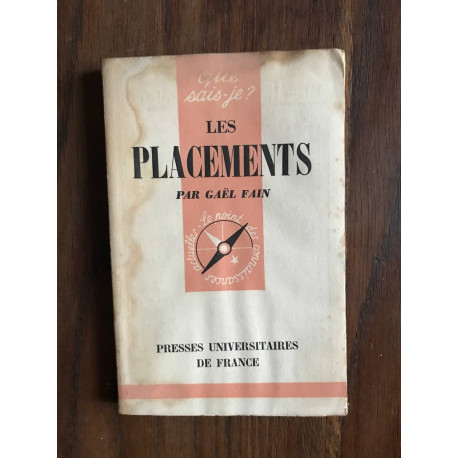 que
sais-je?
LES
PLACEMENTS
PAR GAËL FAIN
Le point des connaissances actuelles
PRESSES UNIVERSITAIRES
DE FRANCE